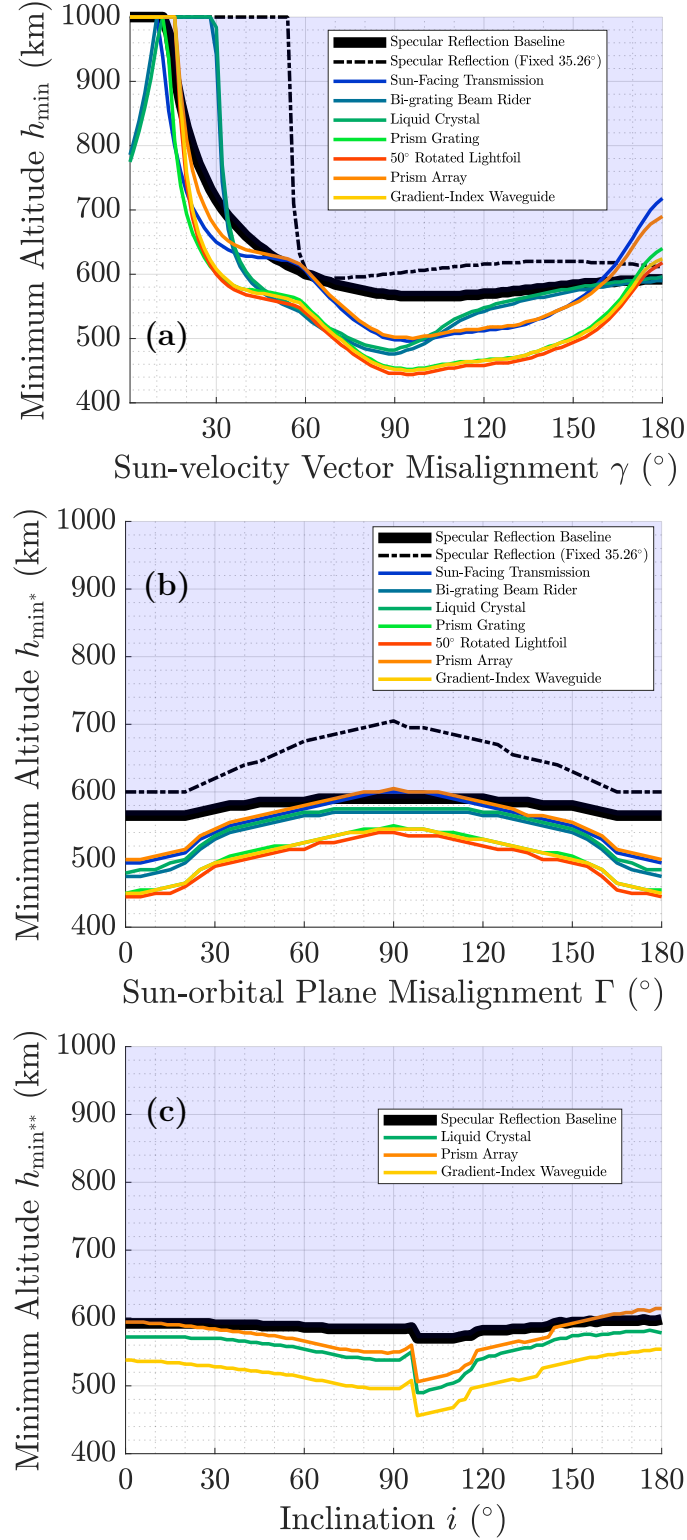 1000
900
800
700
600
500
400
Minimum Altitude h_min (km)
Specular Reflection Baseline
Specular Reflection (Fixed 35.26°)
Sun-Facing Transmission
Bi-grating Beam Rider
Liquid Crystal
Prism Grating
50° Rotated Lightfoil
Prism Array
Gradient-Index Waveguide
(a)
30 60 90 120 150 180
Sun-velocity Vector Misalignment γ (°)
1000
900
800
700
600
500
400
Minimum Altitude h_min* (km)
Specular Reflection Baseline
Specular Reflection (Fixed 35.26°)
Sun-Facing Transmission
Bi-grating Beam Rider
Liquid Crystal
Prism Grating
50° Rotated Lightfoil
Prism Array
Gradient-Index Waveguide
(b)
0 30 60 90 120 150 180
Sun-orbital Plane Misalignment Γ (°)
1000
900
800
700
600
500
400
Minimum Altitude h_min** (km)
(c)
Specular Reflection Baseline
Liquid Crystal
Prism Array
Gradient-Index Waveguide
0 30 60 90 120 150 180
Inclination i (°)